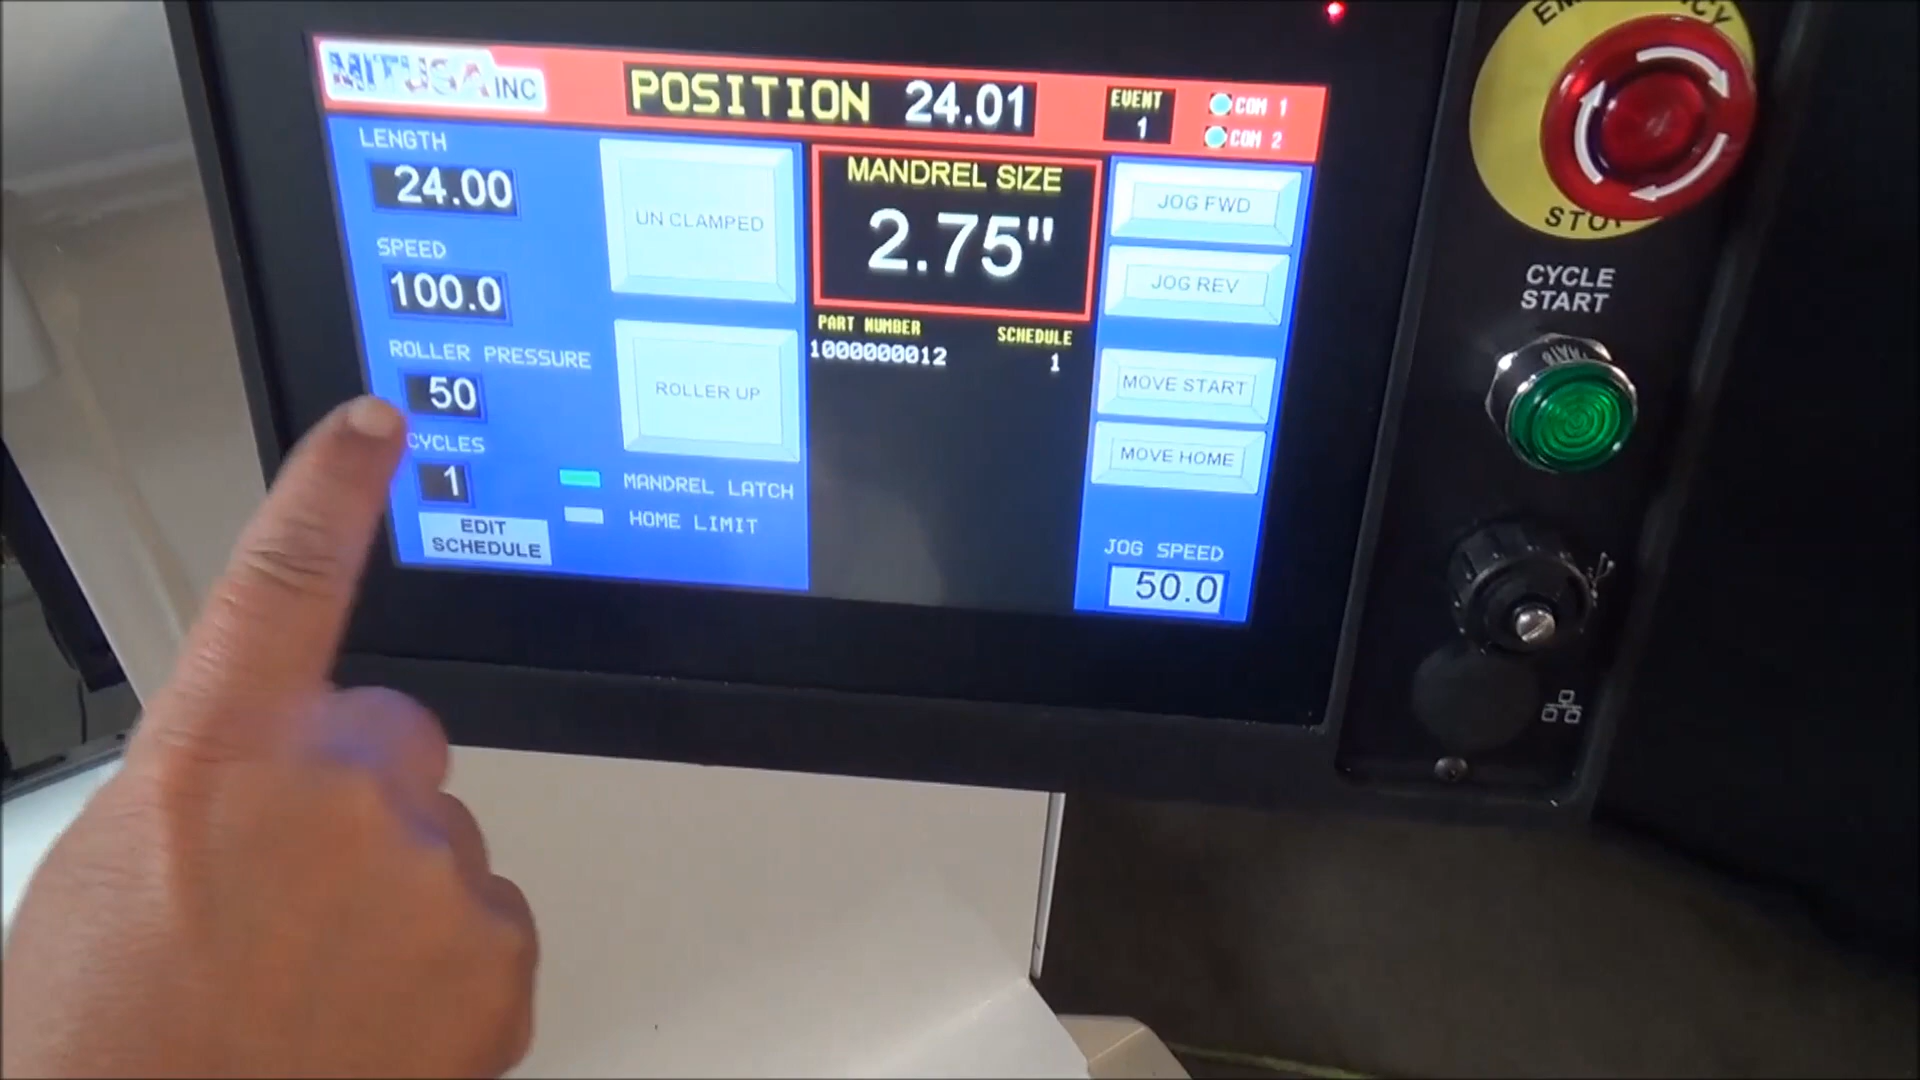 MITUSA INC
POSITION 24.01
EVENT
1
COM 1
COM 2
LENGTH
24.00
SPEED
100.0
ROLLER PRESSURE
50
CYCLES
1
EDIT
SCHEDULE
UN CLAMPED
ROLLER UP
MANDREL LATCH
HOME LIMIT
MANDREL SIZE
2.75"
PART NUMBER
1000000012
SCHEDULE
1
JOG FWD
JOG REV
MOVE START
MOVE HOME
JOG SPEED
50.0
STOP
CYCLE
START